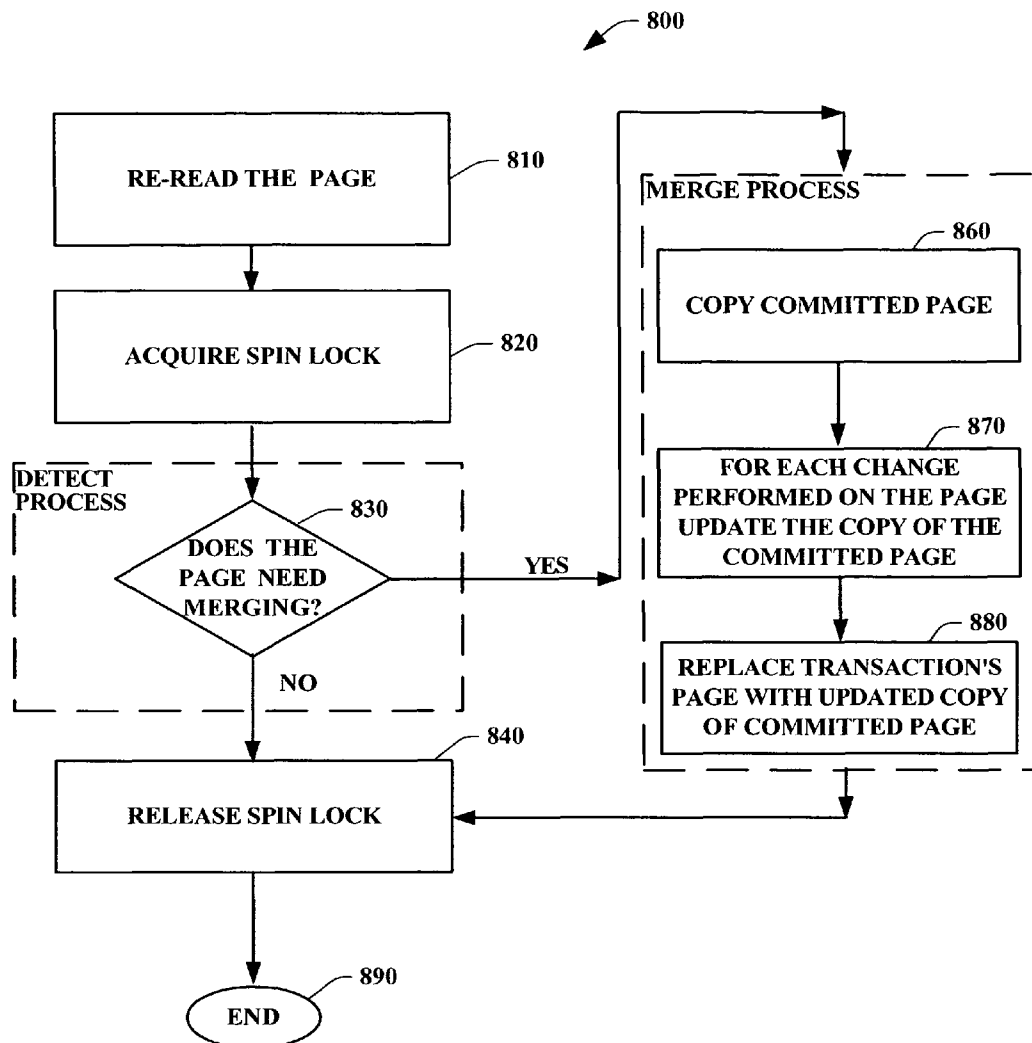 800
RE-READ THE PAGE
810
ACQUIRE SPIN LOCK
820
DETECT
PROCESS
830
DOES THE
PAGE NEED
MERGING?
YES
NO
MERGE PROCESS
860
COPY COMMITTED PAGE
870
FOR EACH CHANGE
PERFORMED ON THE PAGE
UPDATE THE COPY OF THE
COMMITTED PAGE
880
REPLACE TRANSACTION'S
PAGE WITH UPDATED COPY
OF COMMITTED PAGE
840
RELEASE SPIN LOCK
890
END